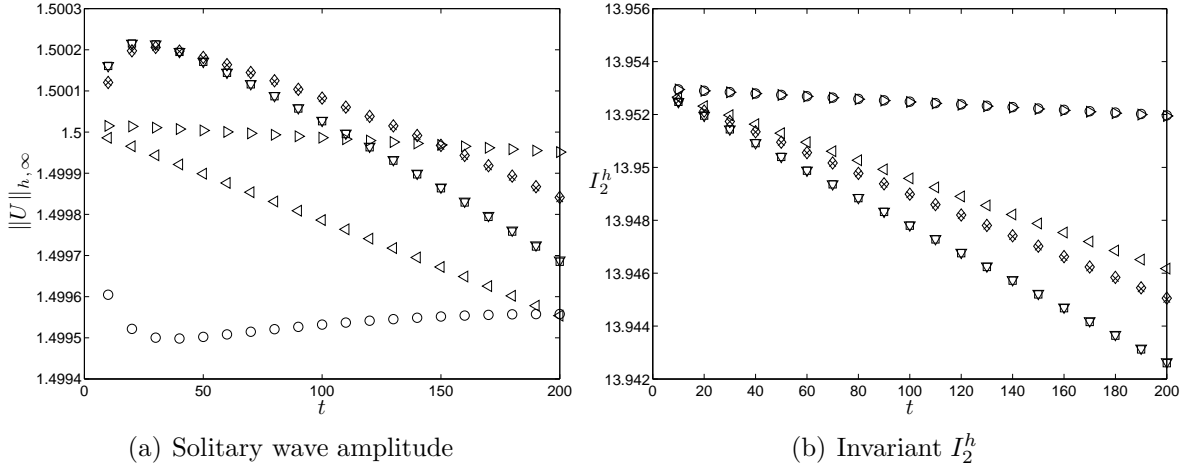 1.5003
1.5002
1.5001
1.5
1.4999
1.4998
1.4997
1.4996
1.4995
1.4994
‖U‖_{h,∞}
0 50 100 150 200
t
13.956
13.954
13.952
13.95
13.948
13.946
13.944
13.942
I_2^h
0 20 40 60 80 100 120 140 160 180 200
t
(a) Solitary wave amplitude
(b) Invariant I_2^h